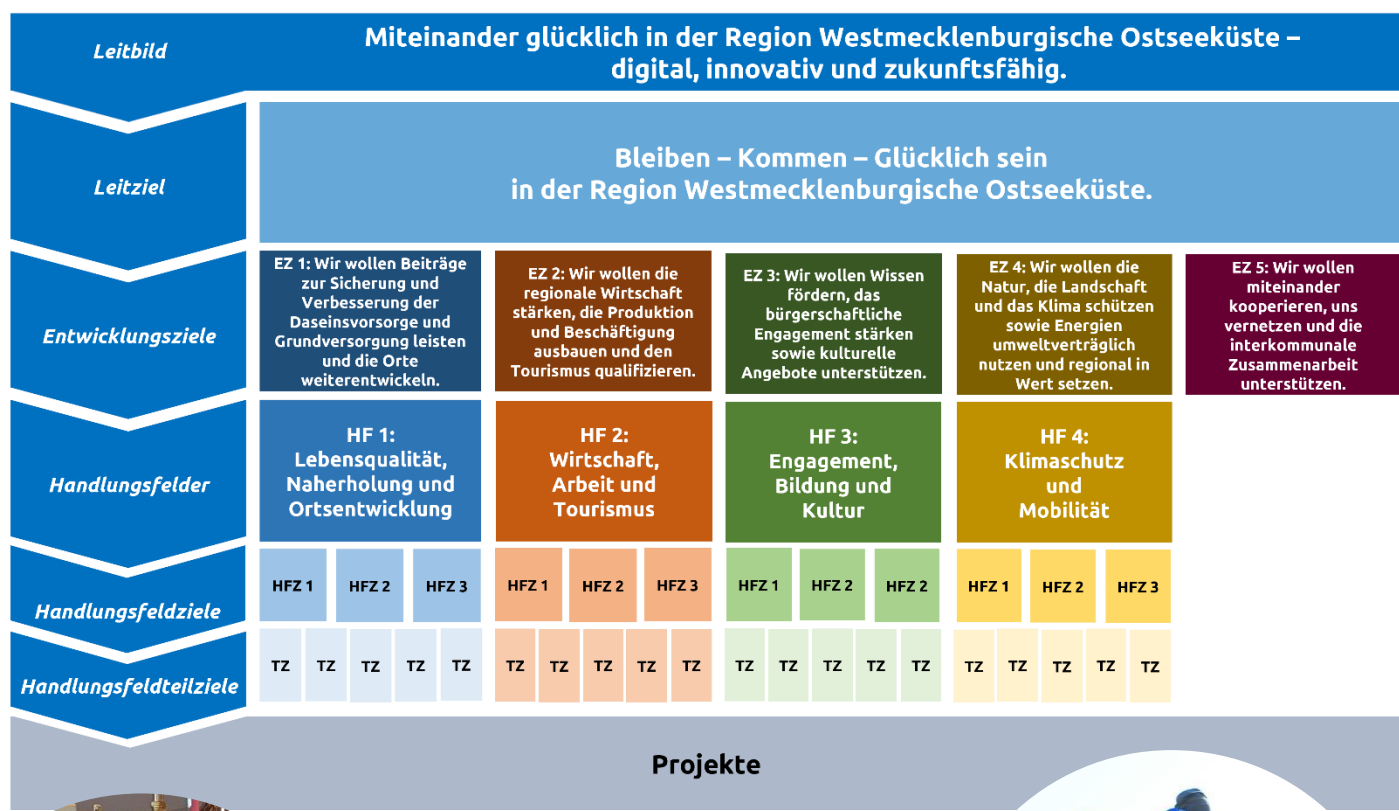 Leitbild
Miteinander glücklich in der Region Westmecklenburgische Ostseeküste –
digital, innovativ und zukunftsfähig.
Leitziel
Bleiben – Kommen – Glücklich sein
in der Region Westmecklenburgische Ostseeküste.
Entwicklungsziele
EZ 1: Wir wollen Beiträge
zur Sicherung und
Verbesserung der
Daseinsvorsorge und
Grundversorgung leisten
und die Orte
weiterentwickeln.
EZ 2: Wir wollen die
regionale Wirtschaft
stärken, die Produktion
und Beschäftigung
ausbauen und den
Tourismus qualifizieren.
EZ 3: Wir wollen Wissen
fördern, das
bürgerschaftliche
Engagement stärken
sowie kulturelle
Angebote unterstützen.
EZ 4: Wir wollen die
Natur, die Landschaft
und das Klima schützen
sowie Energien
umweltverträglich
nutzen und regional in
Wert setzen.
EZ 5: Wir wollen
miteinander
kooperieren, uns
vernetzen und die
interkommunale
Zusammenarbeit
unterstützen.
Handlungsfelder
HF 1:
Lebensqualität,
Naherholung und
Ortsentwicklung
HF 2:
Wirtschaft,
Arbeit und
Tourismus
HF 3:
Engagement,
Bildung und
Kultur
HF 4:
Klimaschutz
und
Mobilität
Handlungsfeldziele
HFZ 1 HFZ 2 HFZ 3
HFZ 1 HFZ 2 HFZ 3
HFZ 1 HFZ 2 HFZ 2
HFZ 1 HFZ 2 HFZ 3
Handlungsfeldteilziele
TZ TZ TZ TZ TZ
TZ TZ TZ TZ TZ
TZ TZ TZ TZ TZ
TZ TZ TZ TZ TZ
Projekte